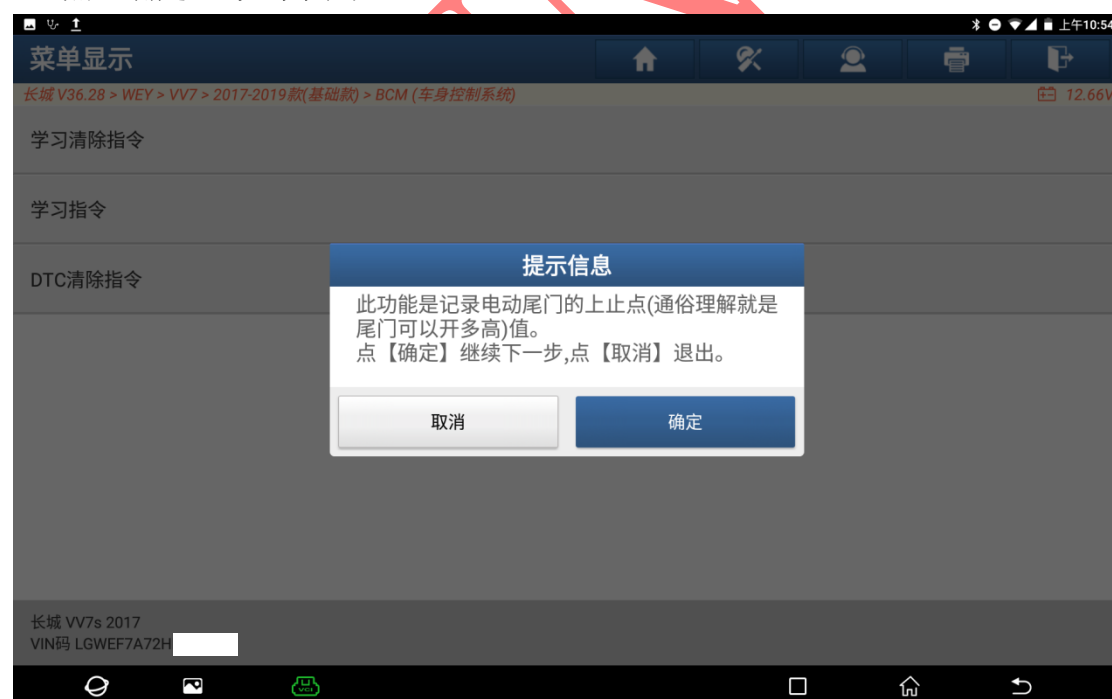 上午10:54
菜单显示
长城 V36.28 > WEY > VV7 > 2017-2019款(基础款) > BCM (车身控制系统)
12.66V
学习清除指令
学习指令
DTC清除指令
提示信息
此功能是记录电动尾门的上止点(通俗理解就是
尾门可以开多高)值。
点【确定】继续下一步,点【取消】退出。
取消
确定
长城 VV7s 2017
VIN码 LGWEF7A72H
VCI